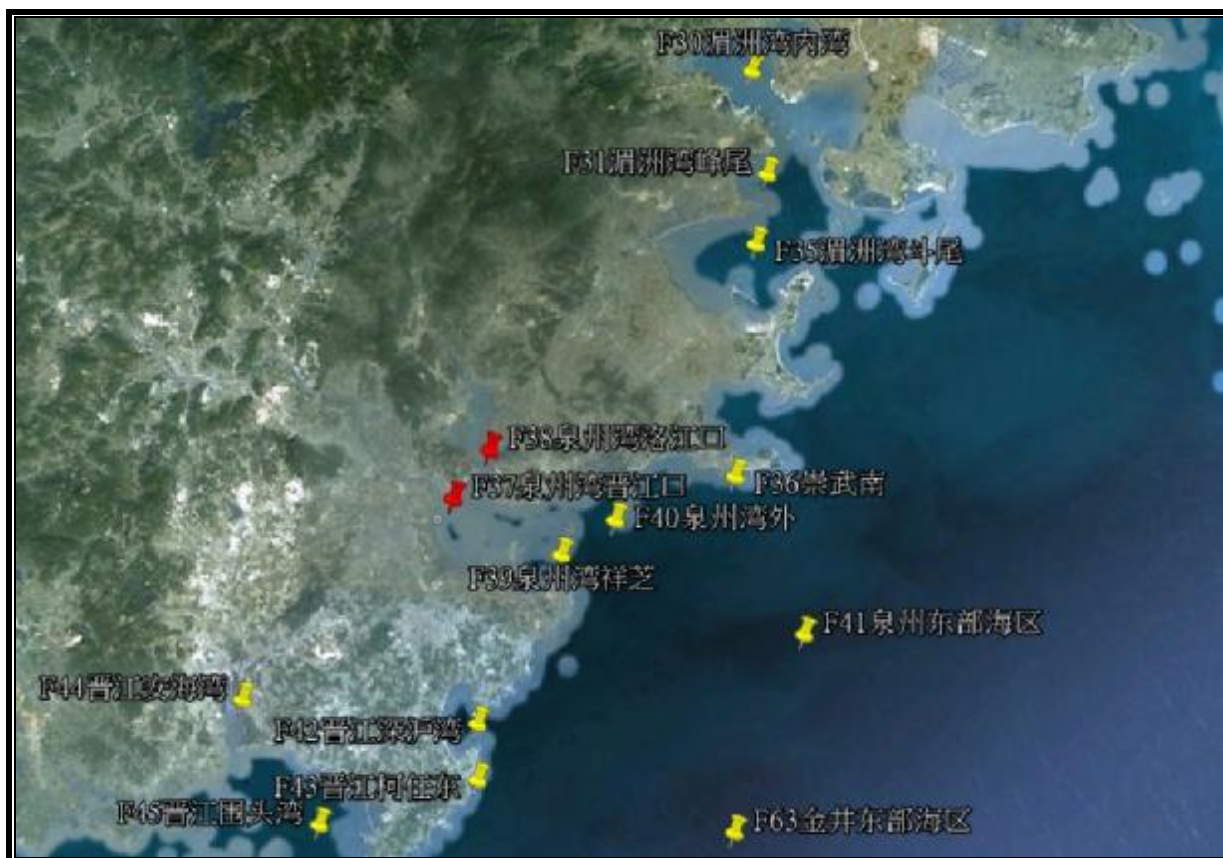 F30湄洲湾内湾
F31湄洲湾峰尾
F35湄洲湾斗尾
F38泉州湾洛江口
F37泉州湾晋江口
F36崇武南
F40泉州湾外
F39泉州湾祥芝
F41泉州东部海区
F44晋江安海湾
F42晋江深沪湾
F43晋江
F45晋江围头湾
F63金井东部海区